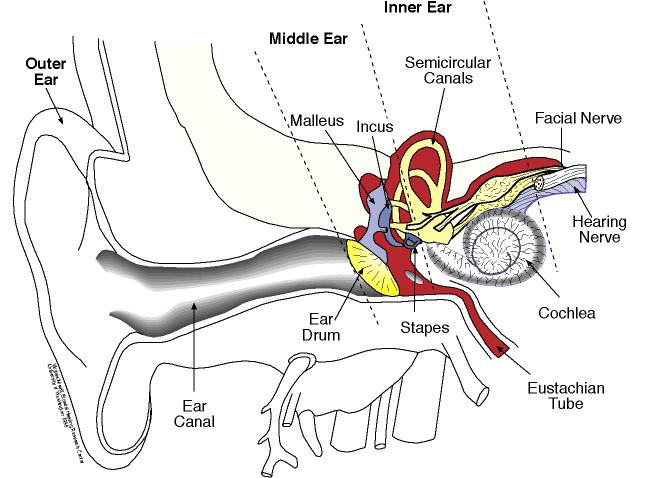 Inner Ear
Middle Ear
Outer
Ear
Semicircular
Canals
Malleus
Incus
Facial Nerve
Hearing
Nerve
Cochlea
Ear
Drum
Stapes
Eustachian
Tube
Ear
Canal